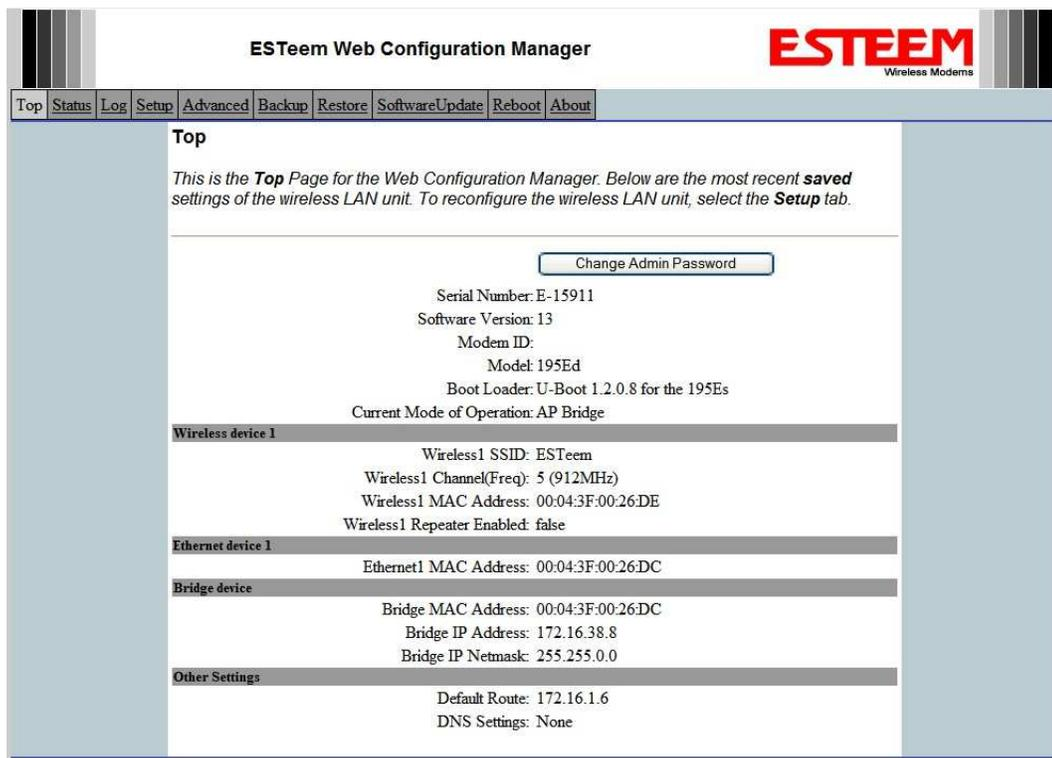 ESTeem Web Configuration Manager
ESTEEM
Wireless Modems
Top Status Log Setup Advanced Backup Restore SoftwareUpdate Reboot About
Top
This is the Top Page for the Web Configuration Manager. Below are the most recent saved
settings of the wireless LAN unit. To reconfigure the wireless LAN unit, select the Setup tab.
Change Admin Password
Serial Number: E-15911
Software Version: 13
Modem ID:
Model: 195Ed
Boot Loader: U-Boot 1.2.0.8 for the 195Es
Current Mode of Operation: AP Bridge
Wireless device 1
Wireless1 SSID: ESTeem
Wireless1 Channel(Freq): 5 (912MHz)
Wireless1 MAC Address: 00:04:3F:00:26:DE
Wireless1 Repeater Enabled: false
Ethernet device 1
Ethernet1 MAC Address: 00:04:3F:00:26:DC
Bridge device
Bridge MAC Address: 00:04:3F:00:26:DC
Bridge IP Address: 172.16.38.8
Bridge IP Netmask: 255.255.0.0
Other Settings
Default Route: 172.16.1.6
DNS Settings: None